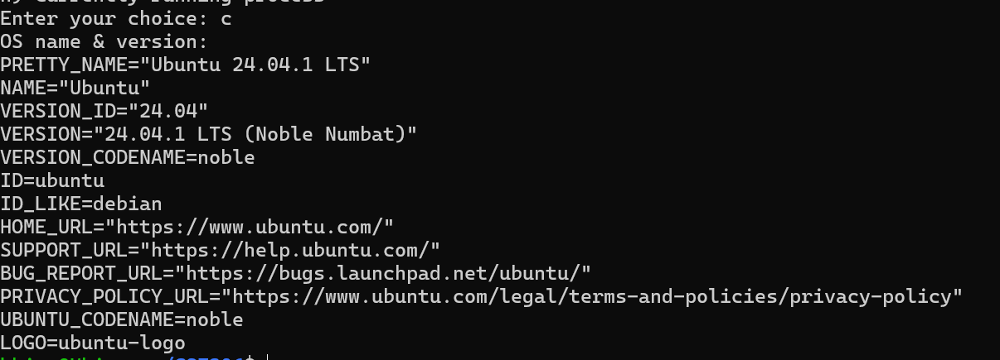 Enter your choice: c
OS name & version:
PRETTY_NAME="Ubuntu 24.04.1 LTS"
NAME="Ubuntu"
VERSION_ID="24.04"
VERSION="24.04.1 LTS (Noble Numbat)"
VERSION_CODENAME=noble
ID=ubuntu
ID_LIKE=debian
HOME_URL="https://www.ubuntu.com/"
SUPPORT_URL="https://help.ubuntu.com/"
BUG_REPORT_URL="https://bugs.launchpad.net/ubuntu/"
PRIVACY_POLICY_URL="https://www.ubuntu.com/legal/terms-and-policies/privacy-policy"
UBUNTU_CODENAME=noble
LOGO=ubuntu-logo